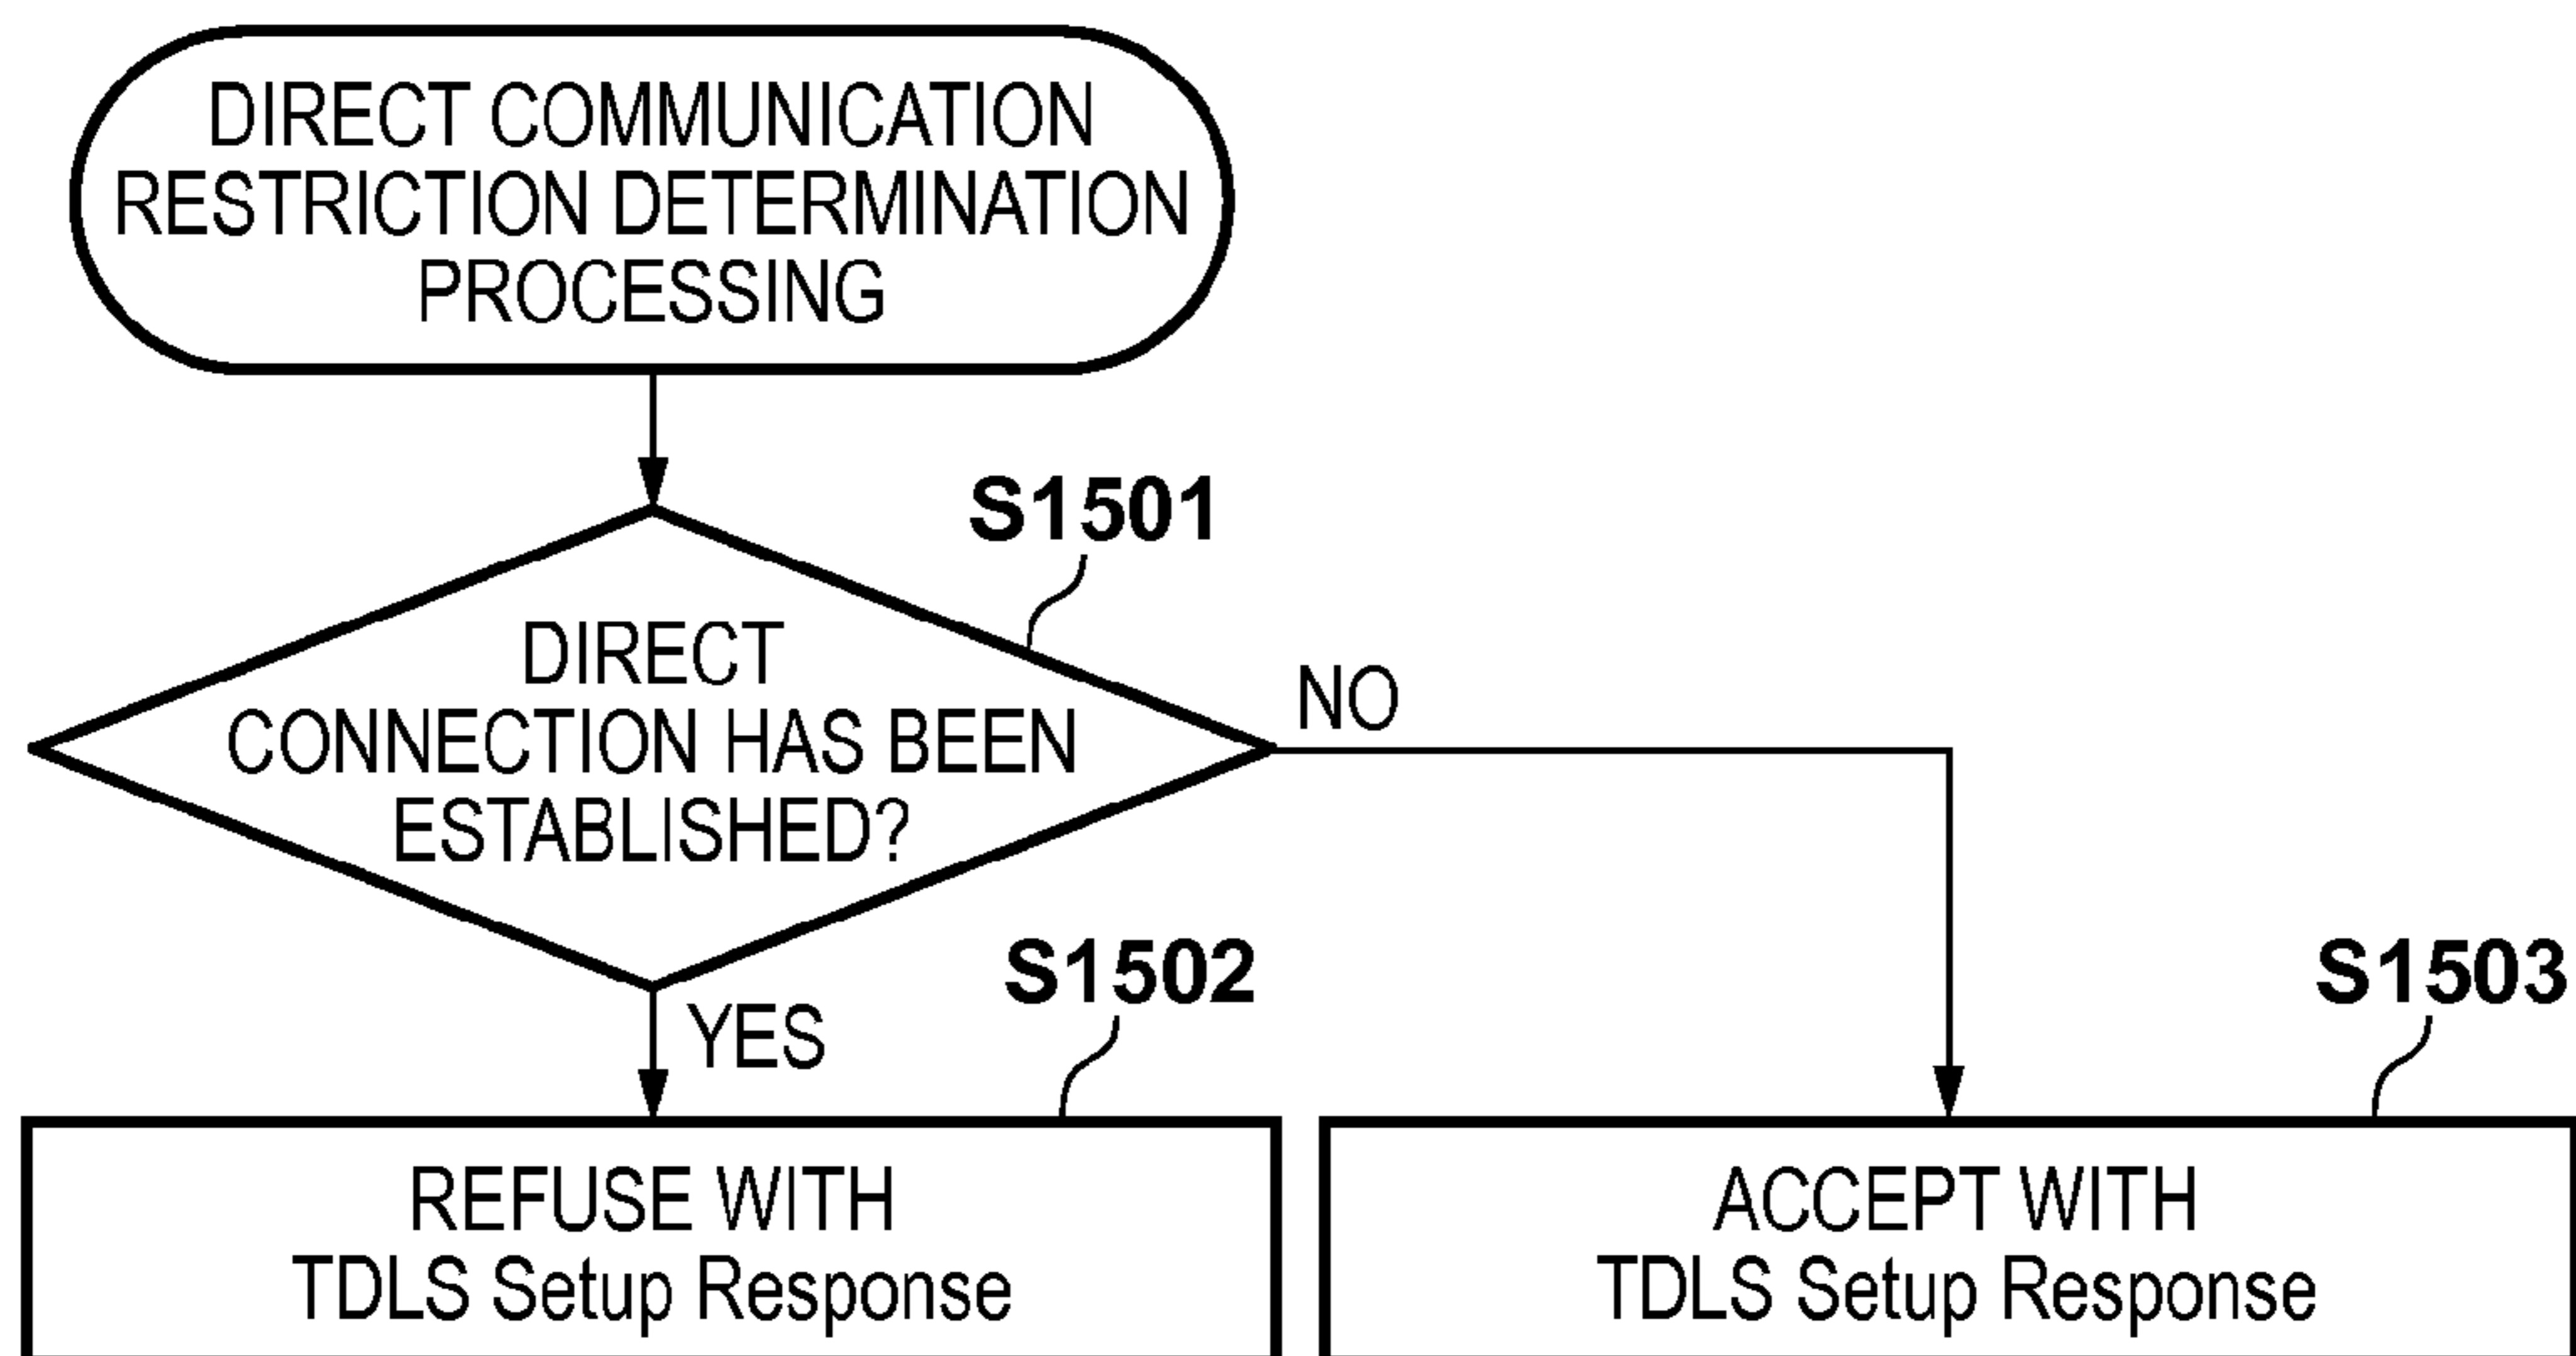 DIRECT COMMUNICATION
RESTRICTION DETERMINATION
PROCESSING
S1501
DIRECT
CONNECTION HAS BEEN
ESTABLISHED?
NO
YES
S1502
REFUSE WITH
TDLS Setup Response
S1503
ACCEPT WITH
TDLS Setup Response